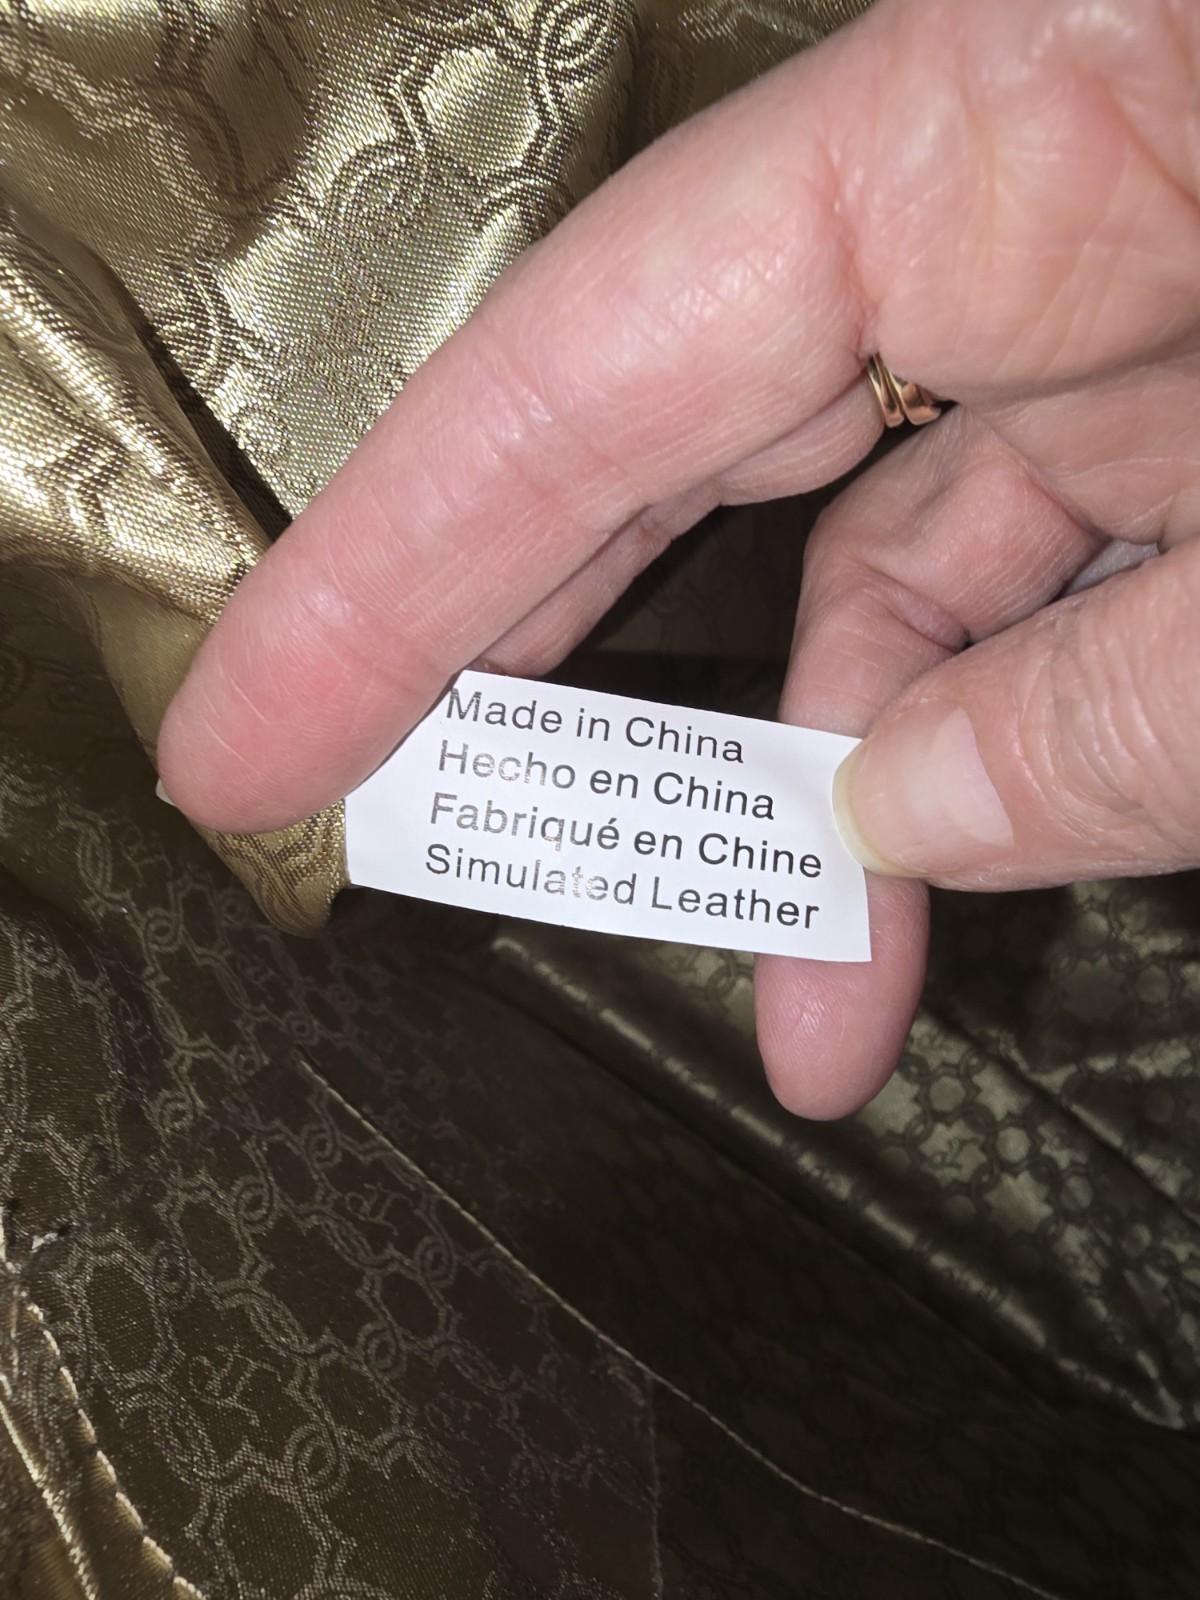 Made in China
Hecho en China
Fabriqué en Chine
Simulated Leather